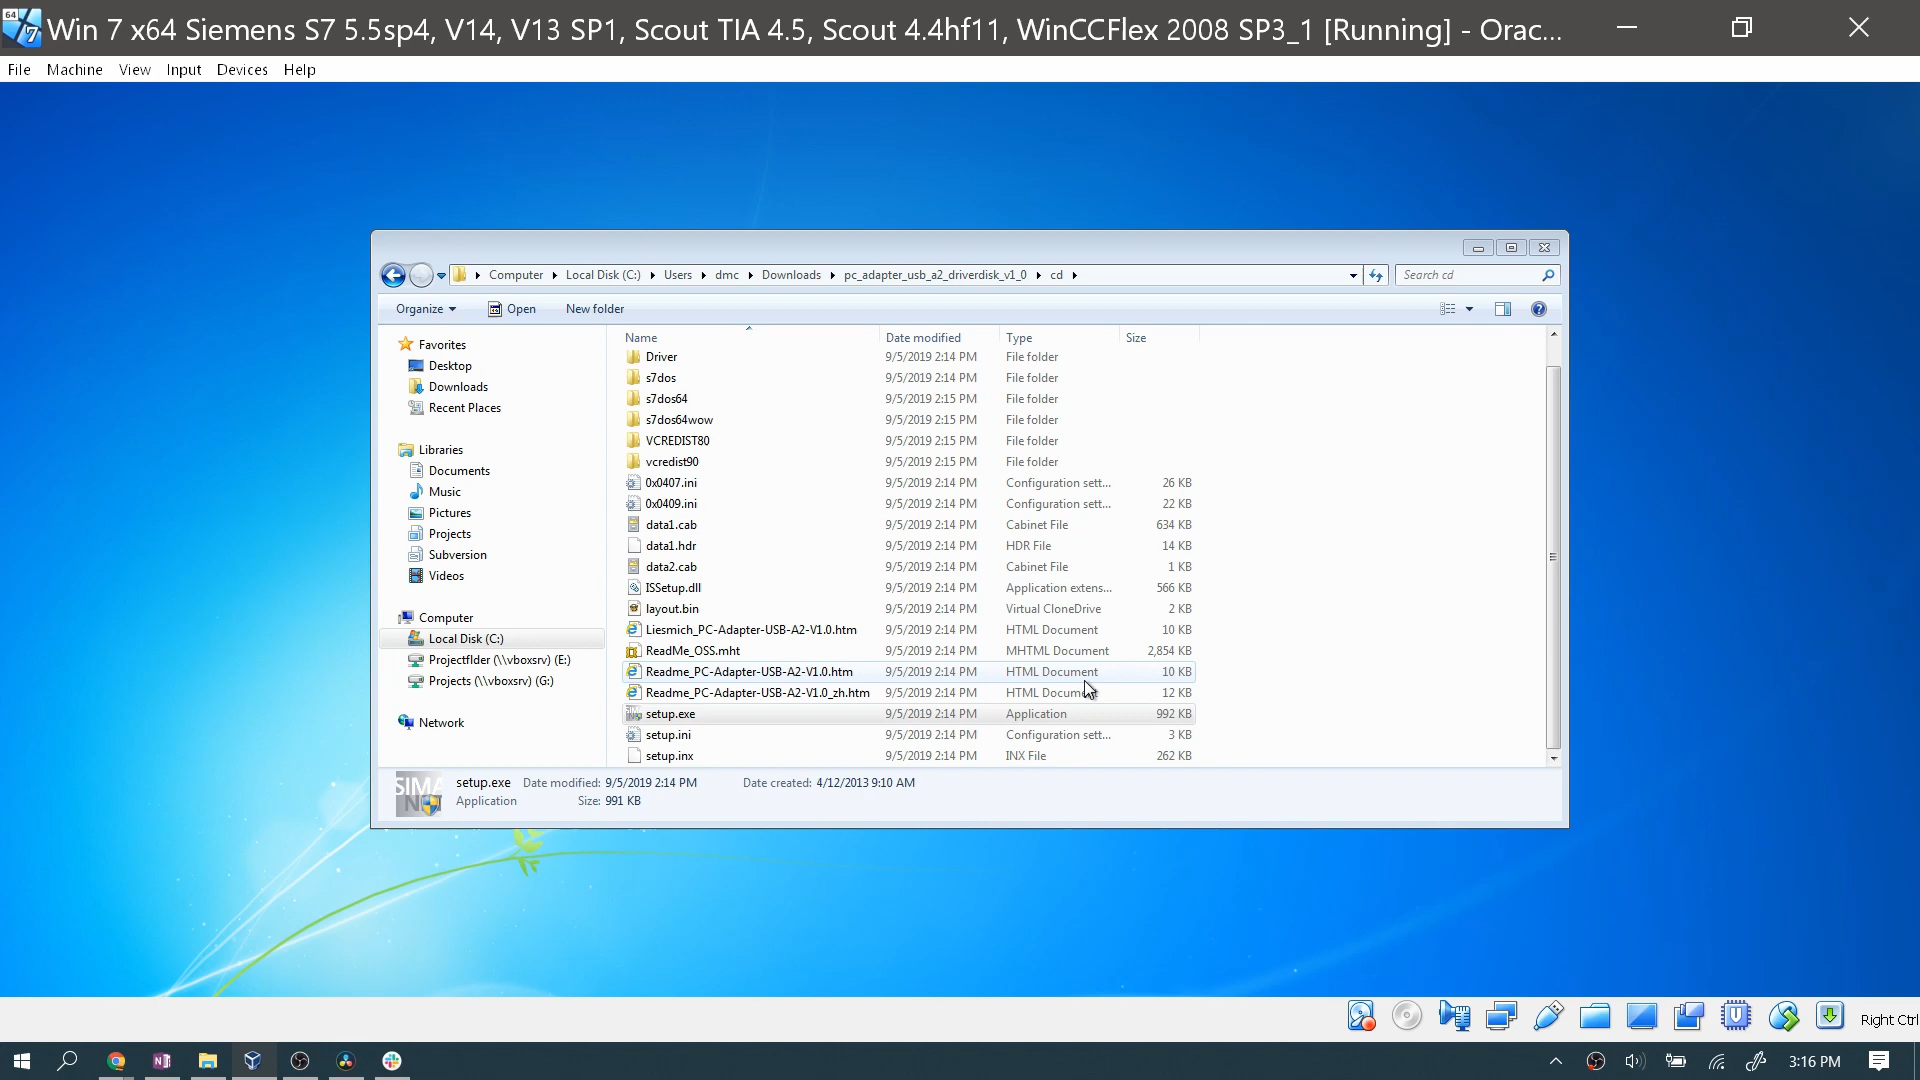 Win 7 x64 Siemens S7 5.5sp4, V14, V13 SP1, Scout TIA 4.5, Scout 4.4hf11, WinCCFlex 2008 SP3_1 [Running] - Orac...
File Machine View Input Devices Help
Computer Local Disk (C:) Users dmc Downloads pc_adapter_usb_a2_driverdisk_v1_0 cd Search cd
Organize Open New folder
Name Date modified Type Size
Favorites
Desktop
Downloads
Recent Places
Libraries
Documents
Music
Pictures
Projects
Subversion
Videos
Computer
Local Disk (C:)
Projectflder (\\vboxsrv) (E:)
Projects (\\vboxsrv) (G:)
Network
Driver 9/5/2019 2:14 PM File folder
s7dos 9/5/2019 2:14 PM File folder
s7dos64 9/5/2019 2:15 PM File folder
s7dos64wow 9/5/2019 2:15 PM File folder
VCREDIST80 9/5/2019 2:15 PM File folder
vcredist90 9/5/2019 2:15 PM File folder
0x0407.ini 9/5/2019 2:14 PM Configuration sett... 26 KB
0x0409.ini 9/5/2019 2:14 PM Configuration sett... 22 KB
data1.cab 9/5/2019 2:14 PM Cabinet File 634 KB
data1.hdr 9/5/2019 2:14 PM HDR File 14 KB
data2.cab 9/5/2019 2:14 PM Cabinet File 1 KB
ISSetup.dll 9/5/2019 2:14 PM Application extens... 566 KB
layout.bin 9/5/2019 2:14 PM Virtual CloneDrive 2 KB
Liesmich_PC-Adapter-USB-A2-V1.0.htm 9/5/2019 2:14 PM HTML Document 10 KB
ReadMe_OSS.mht 9/5/2019 2:14 PM MHTML Document 2,854 KB
Readme_PC-Adapter-USB-A2-V1.0.htm 9/5/2019 2:14 PM HTML Document 10 KB
Readme_PC-Adapter-USB-A2-V1.0_zh.htm 9/5/2019 2:14 PM HTML Document 12 KB
setup.exe 9/5/2019 2:14 PM Application 992 KB
setup.ini 9/5/2019 2:14 PM Configuration sett... 3 KB
setup.inx 9/5/2019 2:14 PM INX File 262 KB
setup.exe Date modified: 9/5/2019 2:14 PM Date created: 4/12/2013 9:10 AM
Application Size: 991 KB
Right Ctrl
3:16 PM